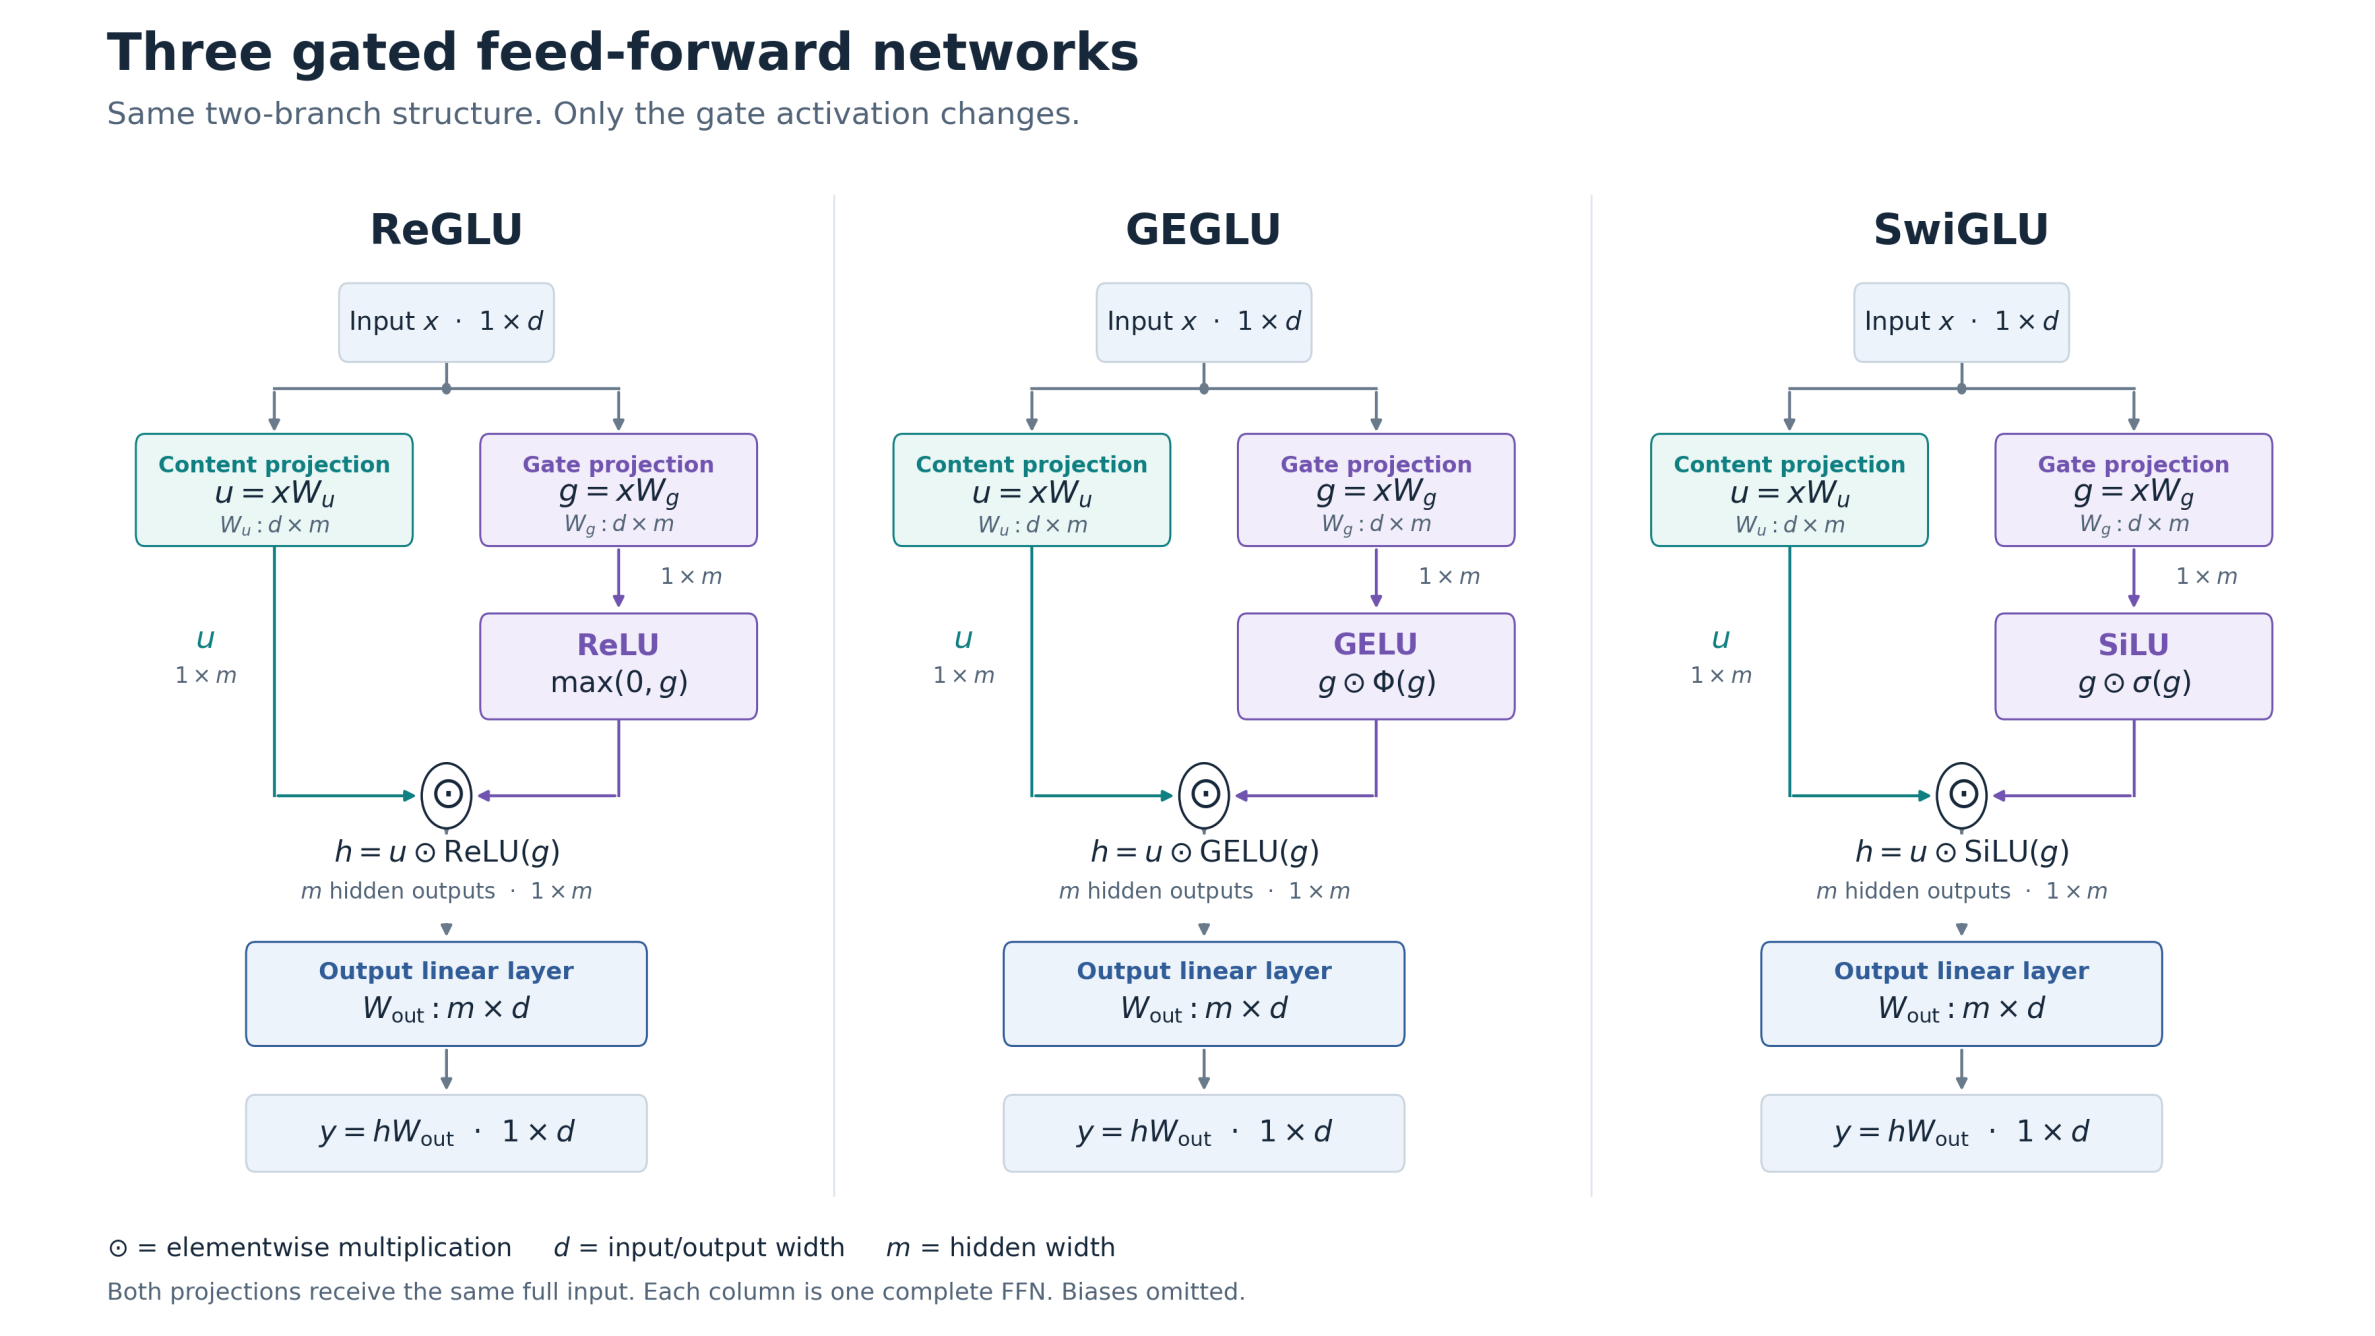 Three gated feed-forward networks
Same two-branch structure. Only the gate activation changes.
ReGLU
Input x · 1 × d
Content projection
u = xW_u
W_u : d × m
Gate projection
g = xW_g
W_g : d × m
1 × m
u
1 × m
ReLU
max(0, g)
⊙
h = u ⊙ ReLU(g)
m hidden outputs · 1 × m
Output linear layer
W_out : m × d
y = hW_out · 1 × d
GEGLU
Input x · 1 × d
Content projection
u = xW_u
W_u : d × m
Gate projection
g = xW_g
W_g : d × m
1 × m
u
1 × m
GELU
g ⊙ Φ(g)
⊙
h = u ⊙ GELU(g)
m hidden outputs · 1 × m
Output linear layer
W_out : m × d
y = hW_out · 1 × d
SwiGLU
Input x · 1 × d
Content projection
u = xW_u
W_u : d × m
Gate projection
g = xW_g
W_g : d × m
1 × m
u
1 × m
SiLU
g ⊙ σ(g)
⊙
h = u ⊙ SiLU(g)
m hidden outputs · 1 × m
Output linear layer
W_out : m × d
y = hW_out · 1 × d
⊙ = elementwise multiplication d = input/output width m = hidden width
Both projections receive the same full input. Each column is one complete FFN. Biases omitted.